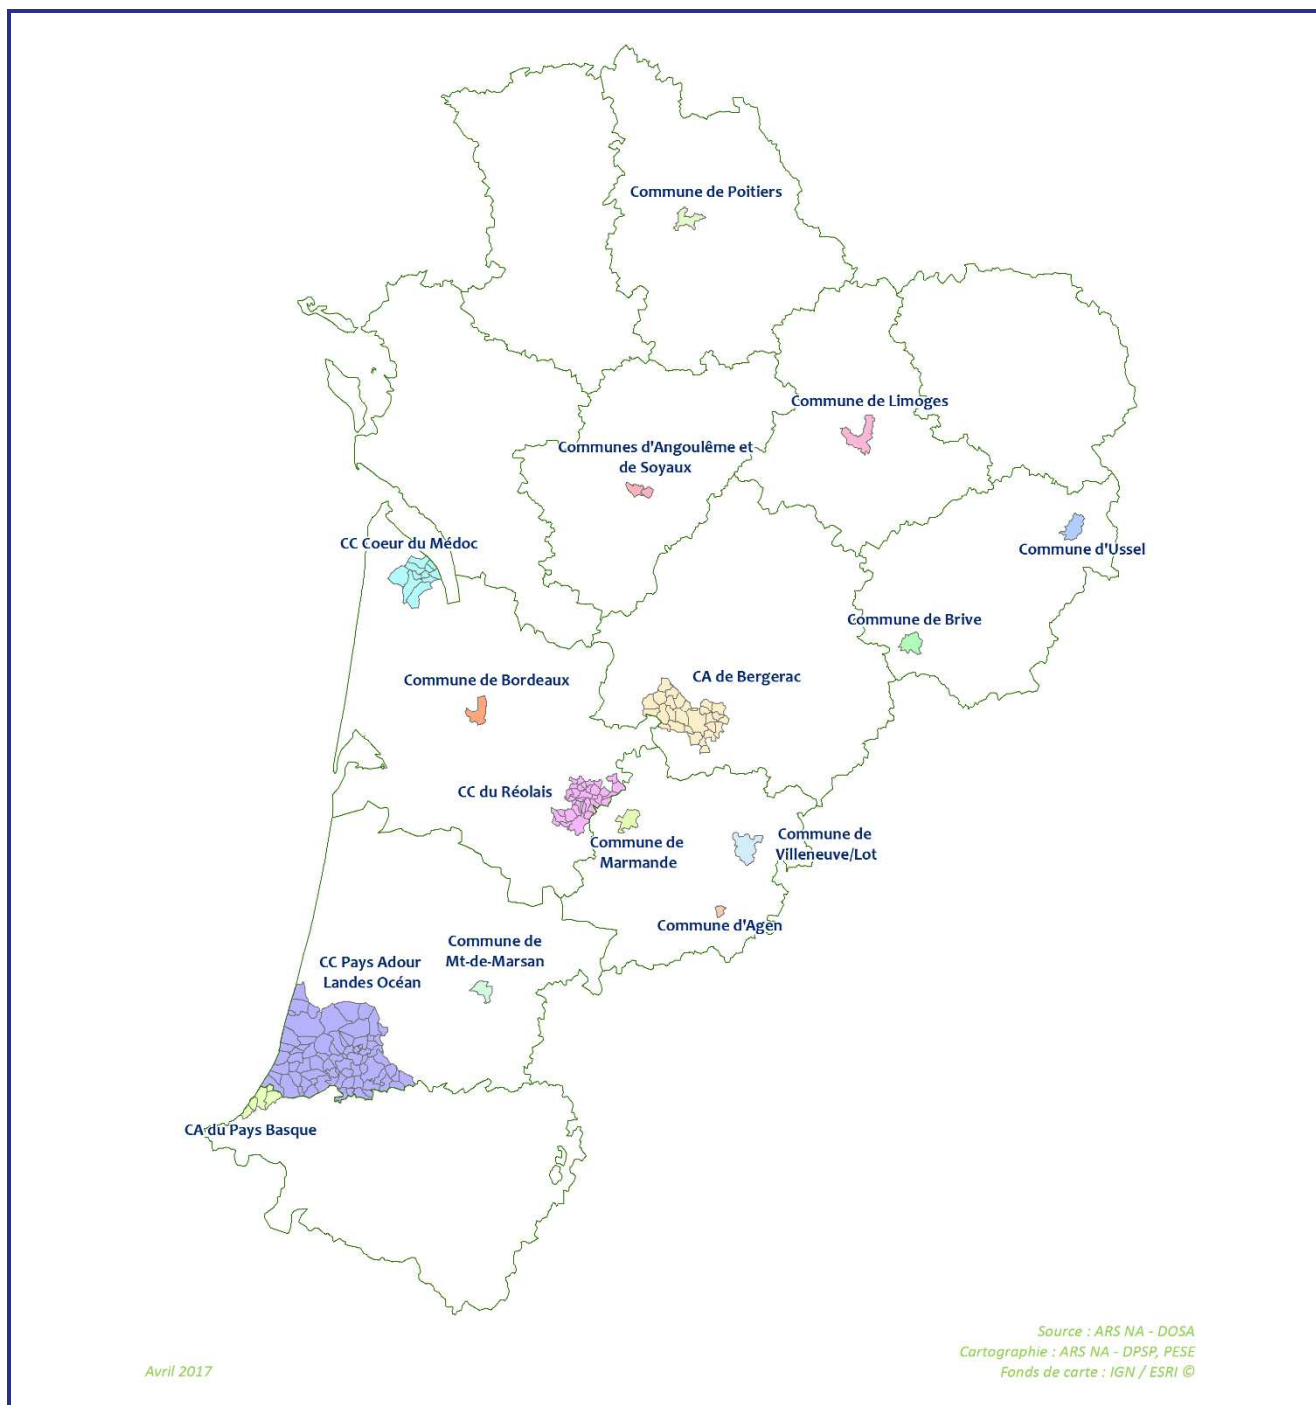 Commune de Poitiers
Commune de Limoges
Communes d'Angoulême et
de Soyaux
CC Coeur du Médoc
Commune d'Ussel
Commune de Brive
CA de Bergerac
Commune de Bordeaux
CC du Réolais
Commune de
Marmande
Commune de
Villeneuve/Lot
Commune d'Agen
Commune de
Mt-de-Marsan
CC Pays Adour
Landes Océan
CA du Pays Basque
Source : ARS NA - DOSA
Cartographie : ARS NA - DPSP, PESE
Fonds de carte : IGN / ESRI ©
Avril 2017